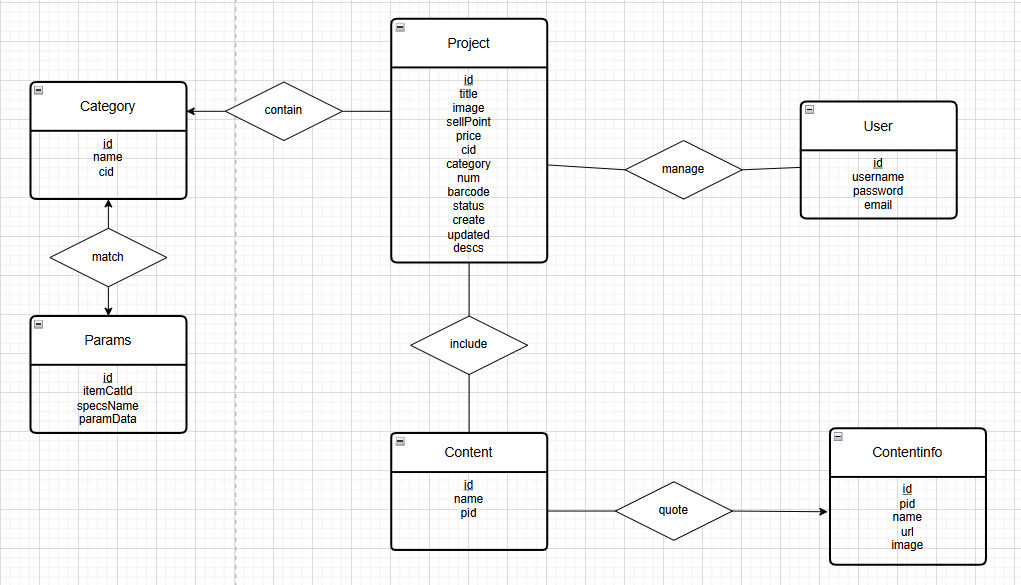 Project
id
title
image
sellPoint
price
cid
category
num
barcode
status
create
updated
descs
Category
id
name
cid
contain
User
id
username
password
email
manage
match
Params
id
itemCatId
specsName
paramData
include
Content
id
name
pid
quote
Contentinfo
id
pid
name
url
image